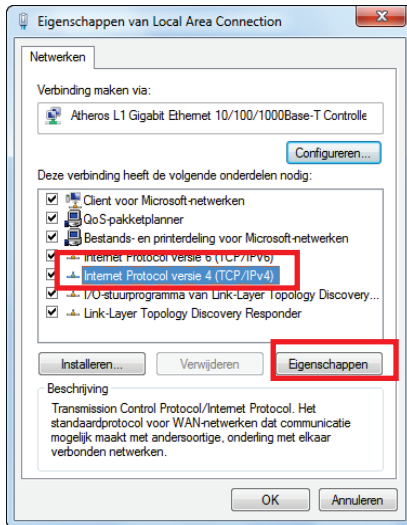 Eigenschappen van Local Area Connection
Netwerken
Verbinding maken via:
Atheros L1 Gigabit Ethernet 10/100/1000Base-T Controlle
Configureren...
Deze verbinding heeft de volgende onderdelen nodig:
Client voor Microsoft-netwerken
QoS-pakketplanner
Bestands- en printerdeling voor Microsoft-netwerken
Internet Protocol versie 6 (TCP/IPv6)
Internet Protocol versie 4 (TCP/IPv4)
I/O-stuurprogramma van Link-Layer Topology Discovery...
Link-Layer Topology Discovery Responder
Installeren... Verwijderen Eigenschappen
Beschrijving
Transmission Control Protocol/Internet Protocol. Het
standaardprotocol voor WAN-netwerken dat communicatie
mogelijk maakt met andersoortige, onderling met elkaar
verbonden netwerken.
OK Annuleren